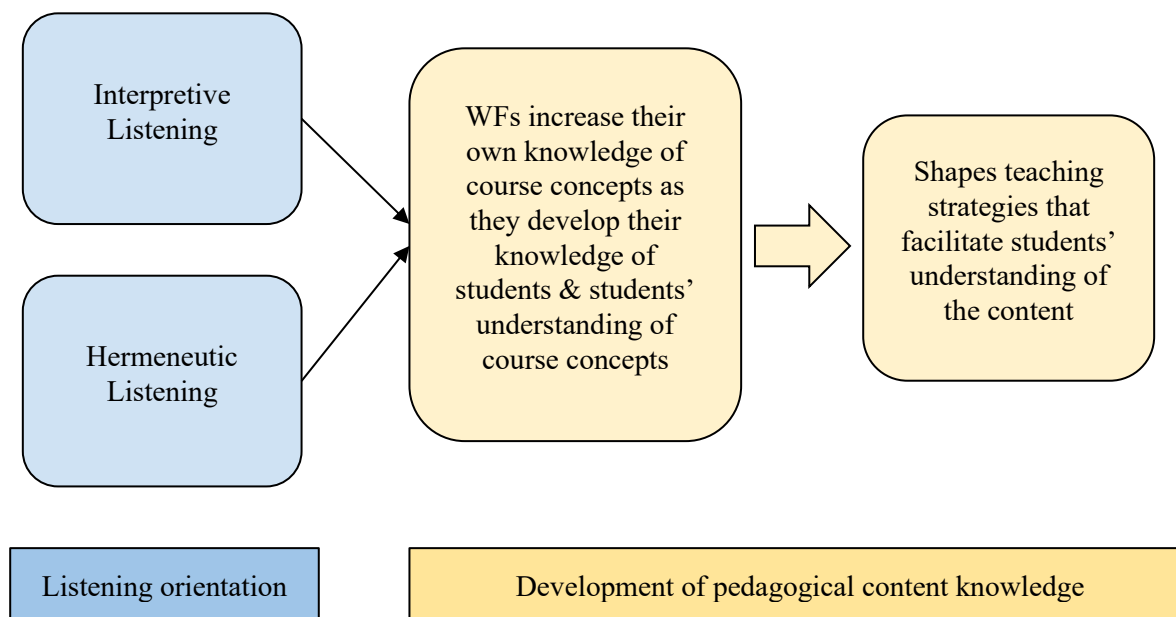 Interpretive
Listening
Hermeneutic
Listening
WFs increase their
own knowledge of
course concepts as
they develop their
knowledge of
students & students’
understanding of
course concepts
Shapes teaching
strategies that
facilitate students’
understanding of
the content
Listening orientation
Development of pedagogical content knowledge